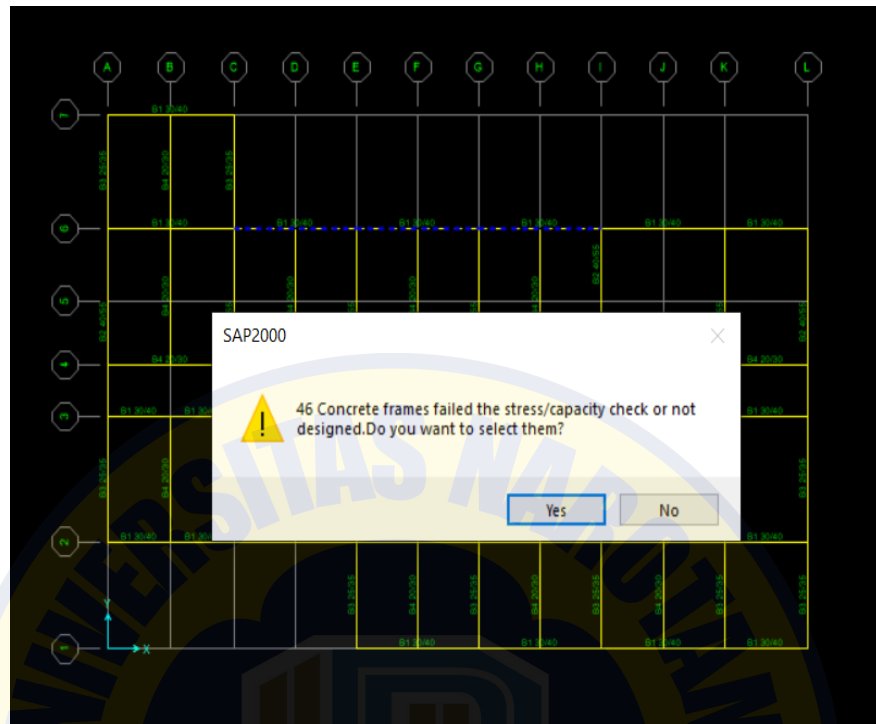 A B C D E F G H I J K L
7
B1 30/40
B3 25/35 B4 20/30 B3 25/35
6
B1 30/40 B1 30/40 B1 30/40 B1 30/40 B1 30/40 B1 30/40
B2 40/55
5
B2 40/55 B4 20/30 B4 20/30 B4 20/30 B4 20/30 B2 40/55
SAP2000
4
B4 20/30 B4 20/30
46 Concrete frames failed the stress/capacity check or not
designed.Do you want to select them?
3
B1 30/40 B1 30/40
B3 25/35 B4 20/30 B3 25/35
Yes No
2
B1 30/40 B1 30/40
B3 25/35 B4 20/30 B3 25/35 B4 20/30 B3 25/35 B4 20/30 B3 25/35 B3 25/35
Y
X
1
B1 30/40 B1 30/40 B1 30/40 B1 30/40
UNIVERSITAS NAROTAMA